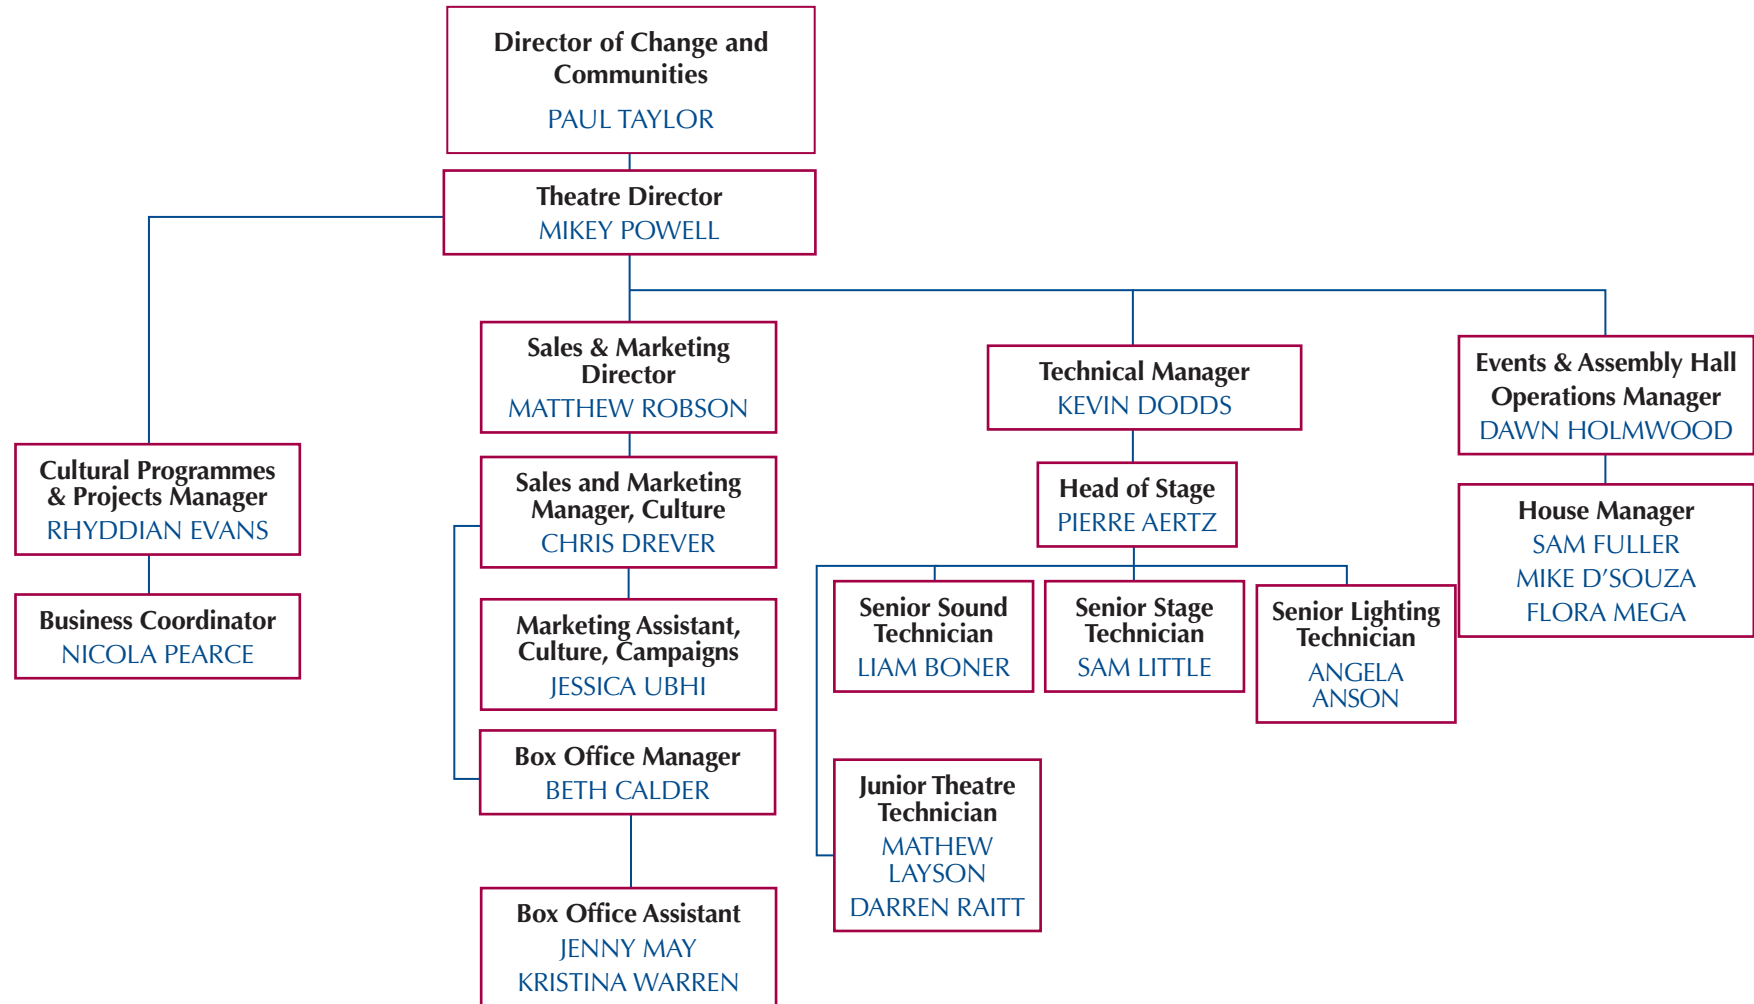 Director of Change and
Communities
PAUL TAYLOR
Theatre Director
MIKEY POWELL
Cultural Programmes
& Projects Manager
RHYDDIAN EVANS
Business Coordinator
NICOLA PEARCE
Sales & Marketing
Director
MATTHEW ROBSON
Sales and Marketing
Manager, Culture
CHRIS DREVER
Marketing Assistant,
Culture, Campaigns
JESSICA UBHI
Box Office Manager
BETH CALDER
Box Office Assistant
JENNY MAY
KRISTINA WARREN
Technical Manager
KEVIN DODDS
Head of Stage
PIERRE AERTZ
Senior Sound
Technician
LIAM BONER
Senior Stage
Technician
SAM LITTLE
Senior Lighting
Technician
ANGELA
ANSON
Junior Theatre
Technician
MATHEW
LAYSON
DARREN RAITT
Events & Assembly Hall
Operations Manager
DAWN HOLMWOOD
House Manager
SAM FULLER
MIKE D’SOUZA
FLORA MEGA